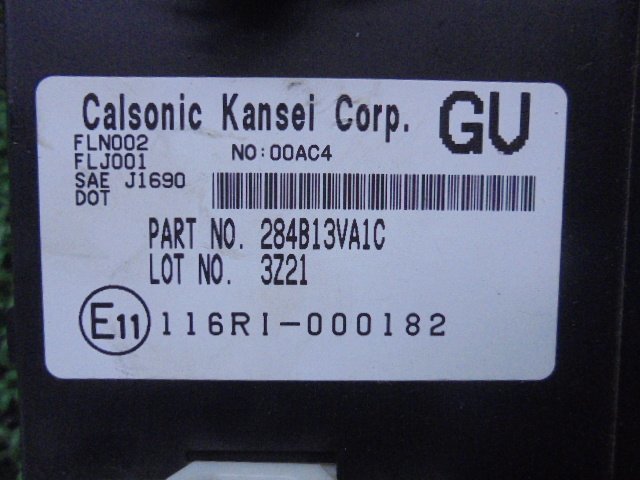 Calsonic Kansei Corp. GU
FLN002
FLJ001 NO:00AC4
SAE J1690
DOT
PART NO. 284B13VA1C
LOT NO. 3Z21
E11 116RI-000182